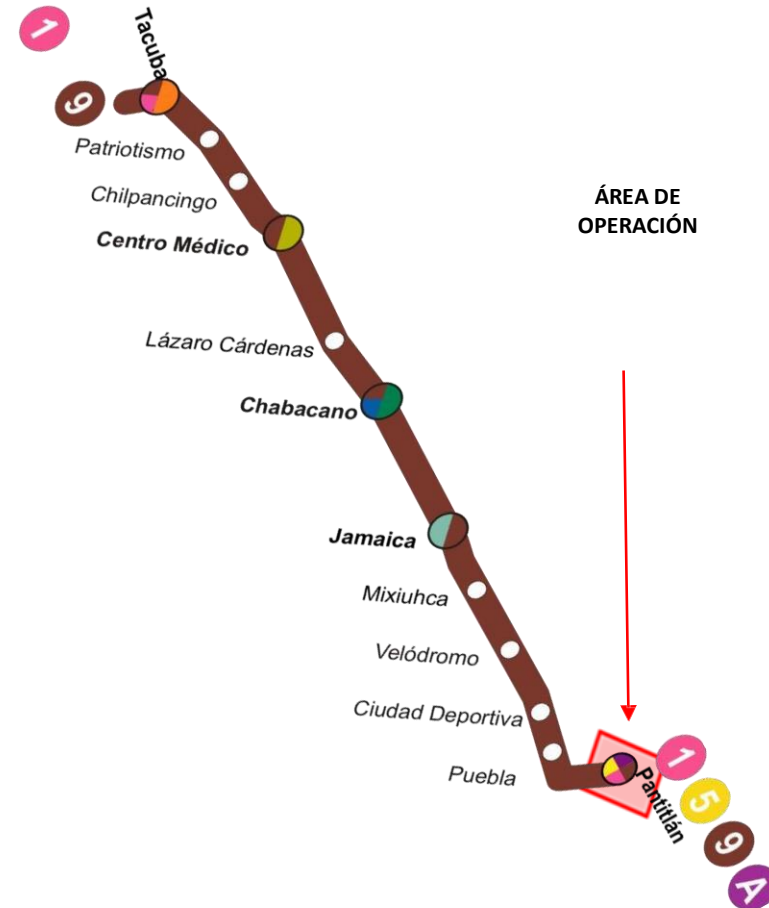 1
Tacuba
9
Patriotismo
Chilpancingo
Centro Médico
ÁREA DE
OPERACIÓN
Lázaro Cárdenas
Chabacano
Jamaica
Mixiuhca
Velódromo
Ciudad Deportiva
Puebla
Pantitlán
1
5
9
A